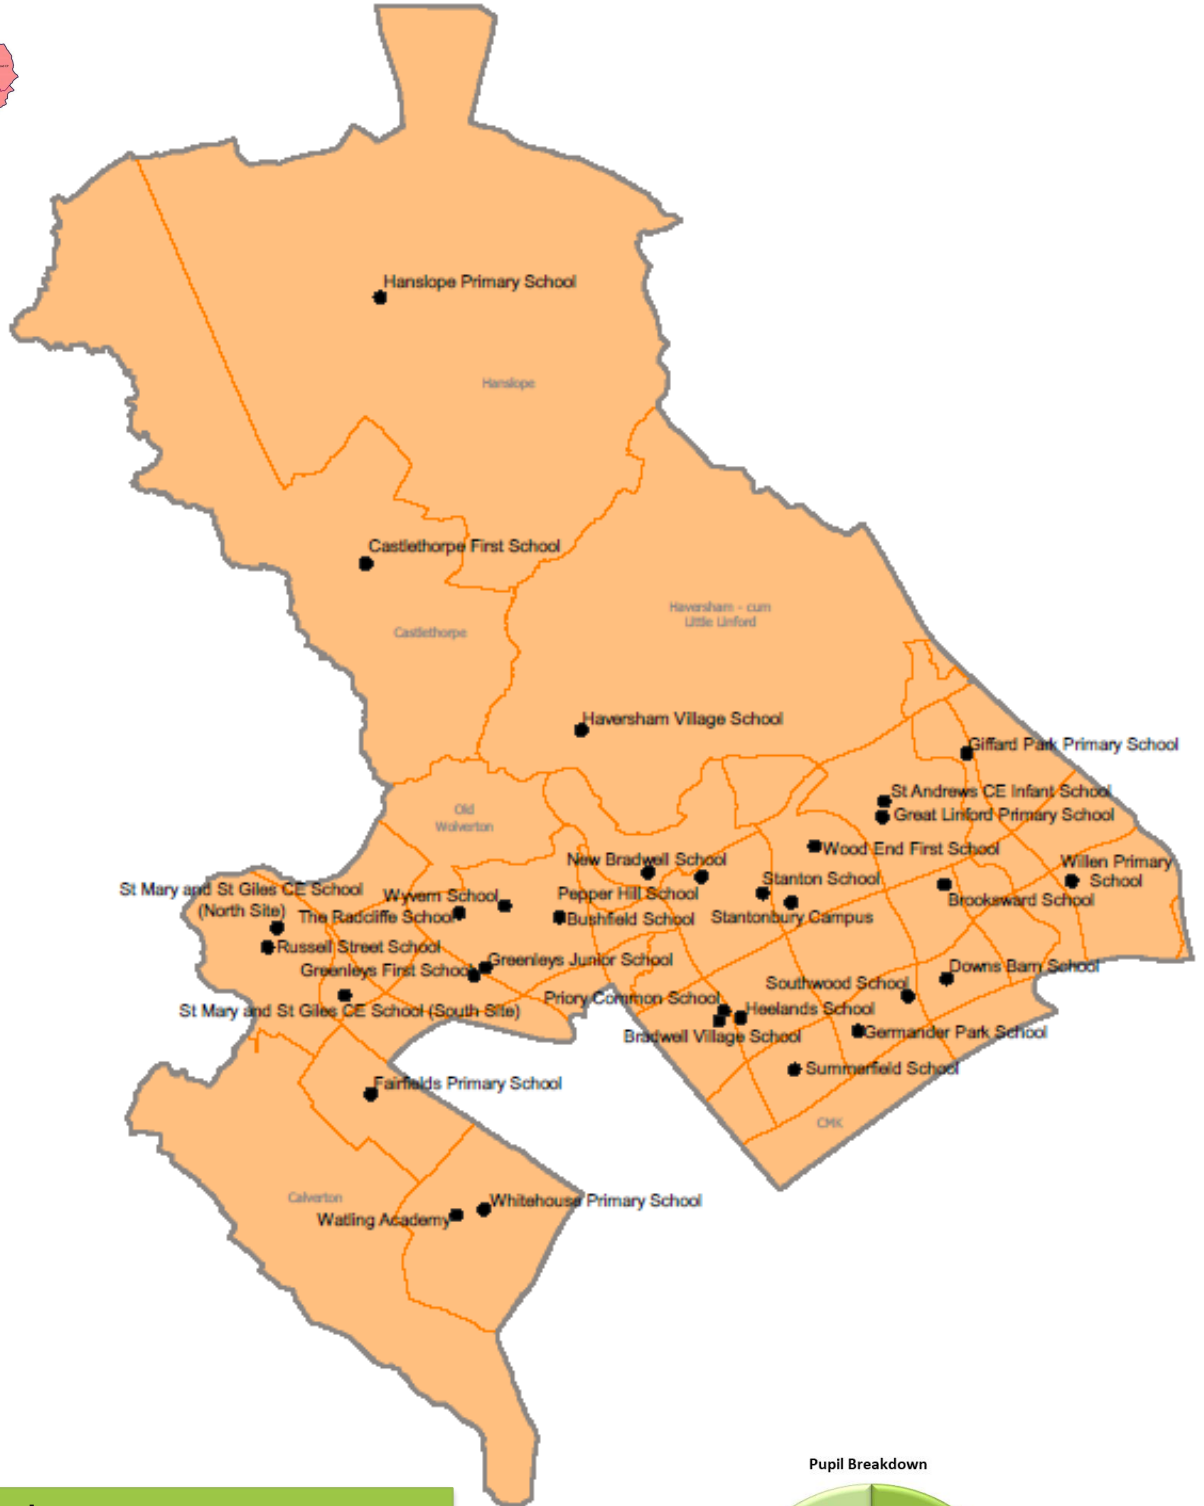 Hanslope Primary School
Hanslope
Castlethorpe First School
Haversham - cum
Little Linford
Castlethorpe
Haversham Village School
Giffard Park Primary School
St Andrews CE Infant School
Old
Wolverton
Great Linford Primary School
Wood End First School
New Bradwell School
Willen Primary
School
Stanton School
St Mary and St Giles CE School
(North Site)
Wyvern School
Pepper Hill School
Brooksward School
The Radcliffe School
Bushfield School
Stantonbury Campus
Russell Street School
Greenleys Junior School
Greenleys First School
Downs Barn School
Southwood School
Priory Common School
St Mary and St Giles CE School (South Site)
Heelands School
Bradwell Village School
Germander Park School
Summerfield School
Fairfields Primary School
CMK
Calverton
Whitehouse Primary School
Watling Academy
Pupil Breakdown